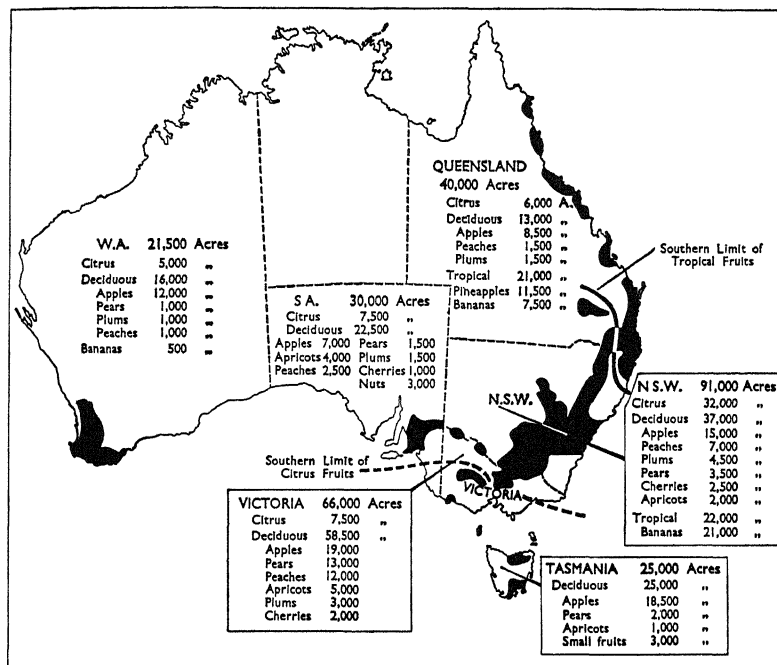 QUEENSLAND
40,000 Acres
Citrus 6,000 A.
Deciduous 13,000 „
Apples 8,500 „
Peaches 1,500 „
Plums 1,500 „
Tropical 21,000 „
Pineapples 11,500 „
Bananas 7,500 „
Southern Limit of
Tropical Fruits
W.A. 21,500 Acres
Citrus 5,000 „
Deciduous 16,000 „
Apples 12,000 „
Pears 1,000 „
Plums 1,000 „
Peaches 1,000 „
Bananas 500 „
S A. 30,000 Acres
Citrus 7,500 „
Deciduous 22,500 „
Apples 7,000 Pears 1,500
Apricots 4,000 Plums 1,500
Peaches 2,500 Cherries 1,000
Nuts 3,000
N.S.W.
N S.W. 91,000 Acres
Citrus 32,000 „
Deciduous 37,000 „
Apples 15,000 „
Peaches 7,000 „
Plums 4,500 „
Pears 3,500 „
Cherries 2,500 „
Apricots 2,000 „
Tropical 22,000 „
Bananas 21,000 „
Southern Limit of
Citrus Fruits
VICTORIA
VICTORIA 66,000 Acres
Citrus 7,500 „
Deciduous 58,500 „
Apples 19,000
Pears 13,000
Peaches 12,000
Apricots 5,000
Plums 3,000
Cherries 2,000
TASMANIA 25,000 Acres
Deciduous 25,000 „
Apples 18,500 „
Pears 2,000 „
Apricots 1,000 „
Small fruits 3,000 „